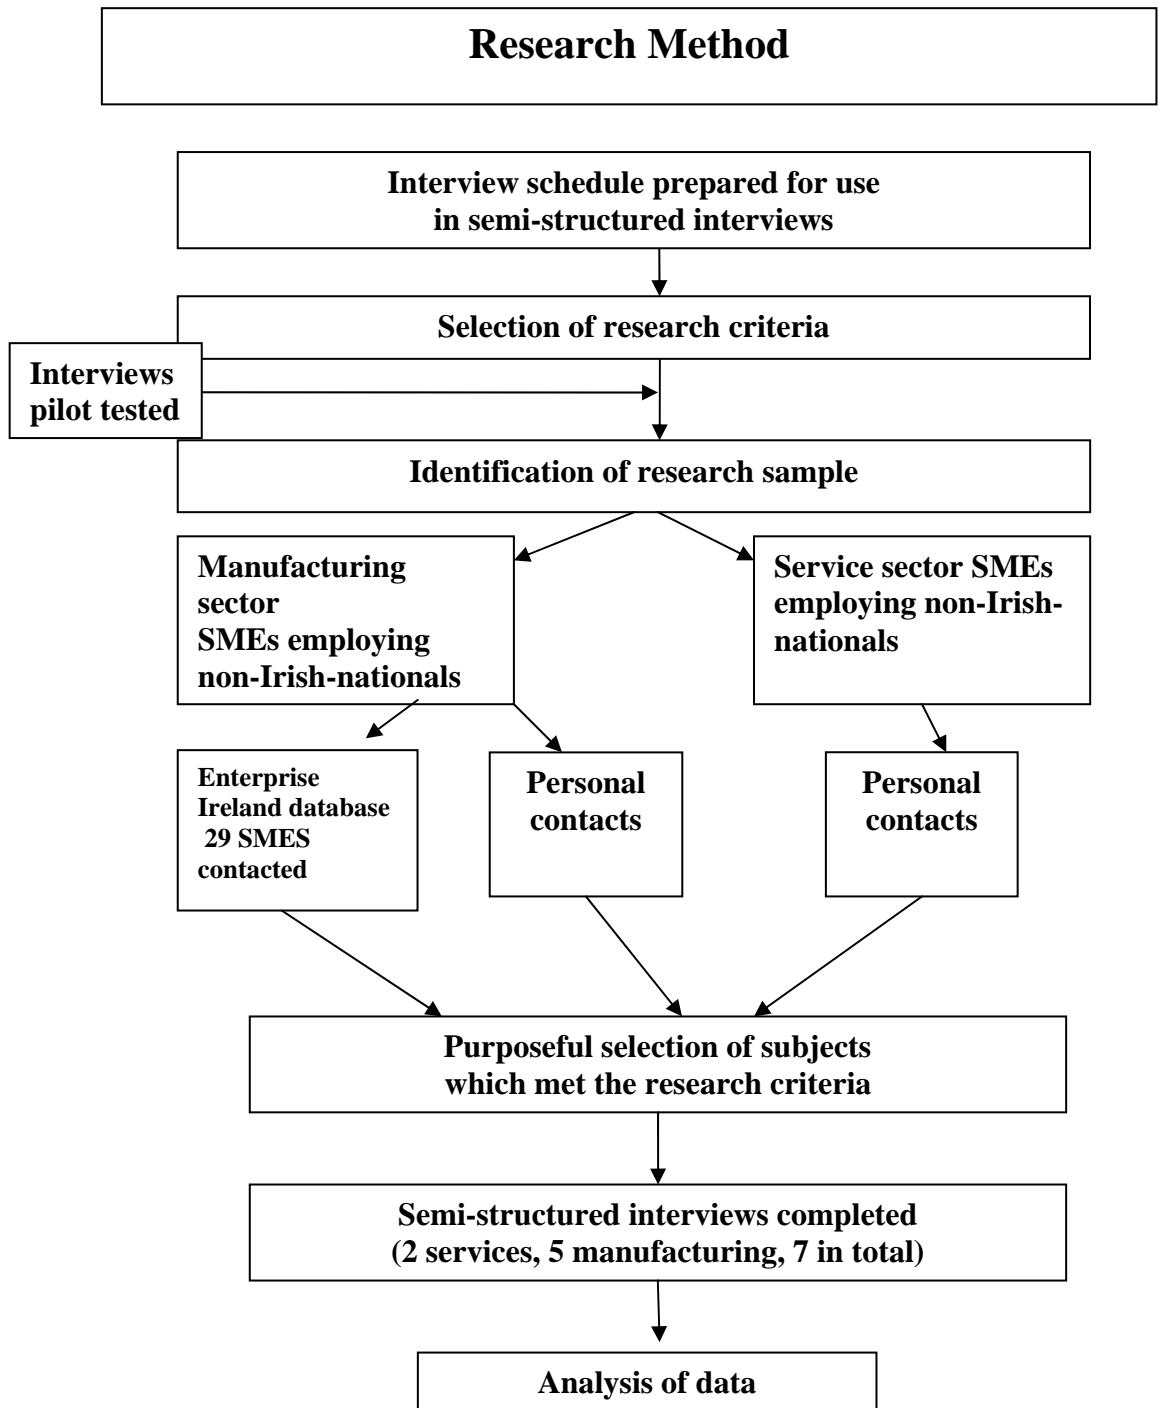 Research Method
Interview schedule prepared for use
in semi-structured interviews
Selection of research criteria
Interviews
pilot tested
Identification of research sample
Manufacturing
sector
SMEs employing
non-Irish-nationals
Service sector SMEs
employing non-Irish-
nationals
Enterprise
Ireland database
29 SMES
contacted
Personal
contacts
Personal
contacts
Purposeful selection of subjects
which met the research criteria
Semi-structured interviews completed
(2 services, 5 manufacturing, 7 in total)
Analysis of data